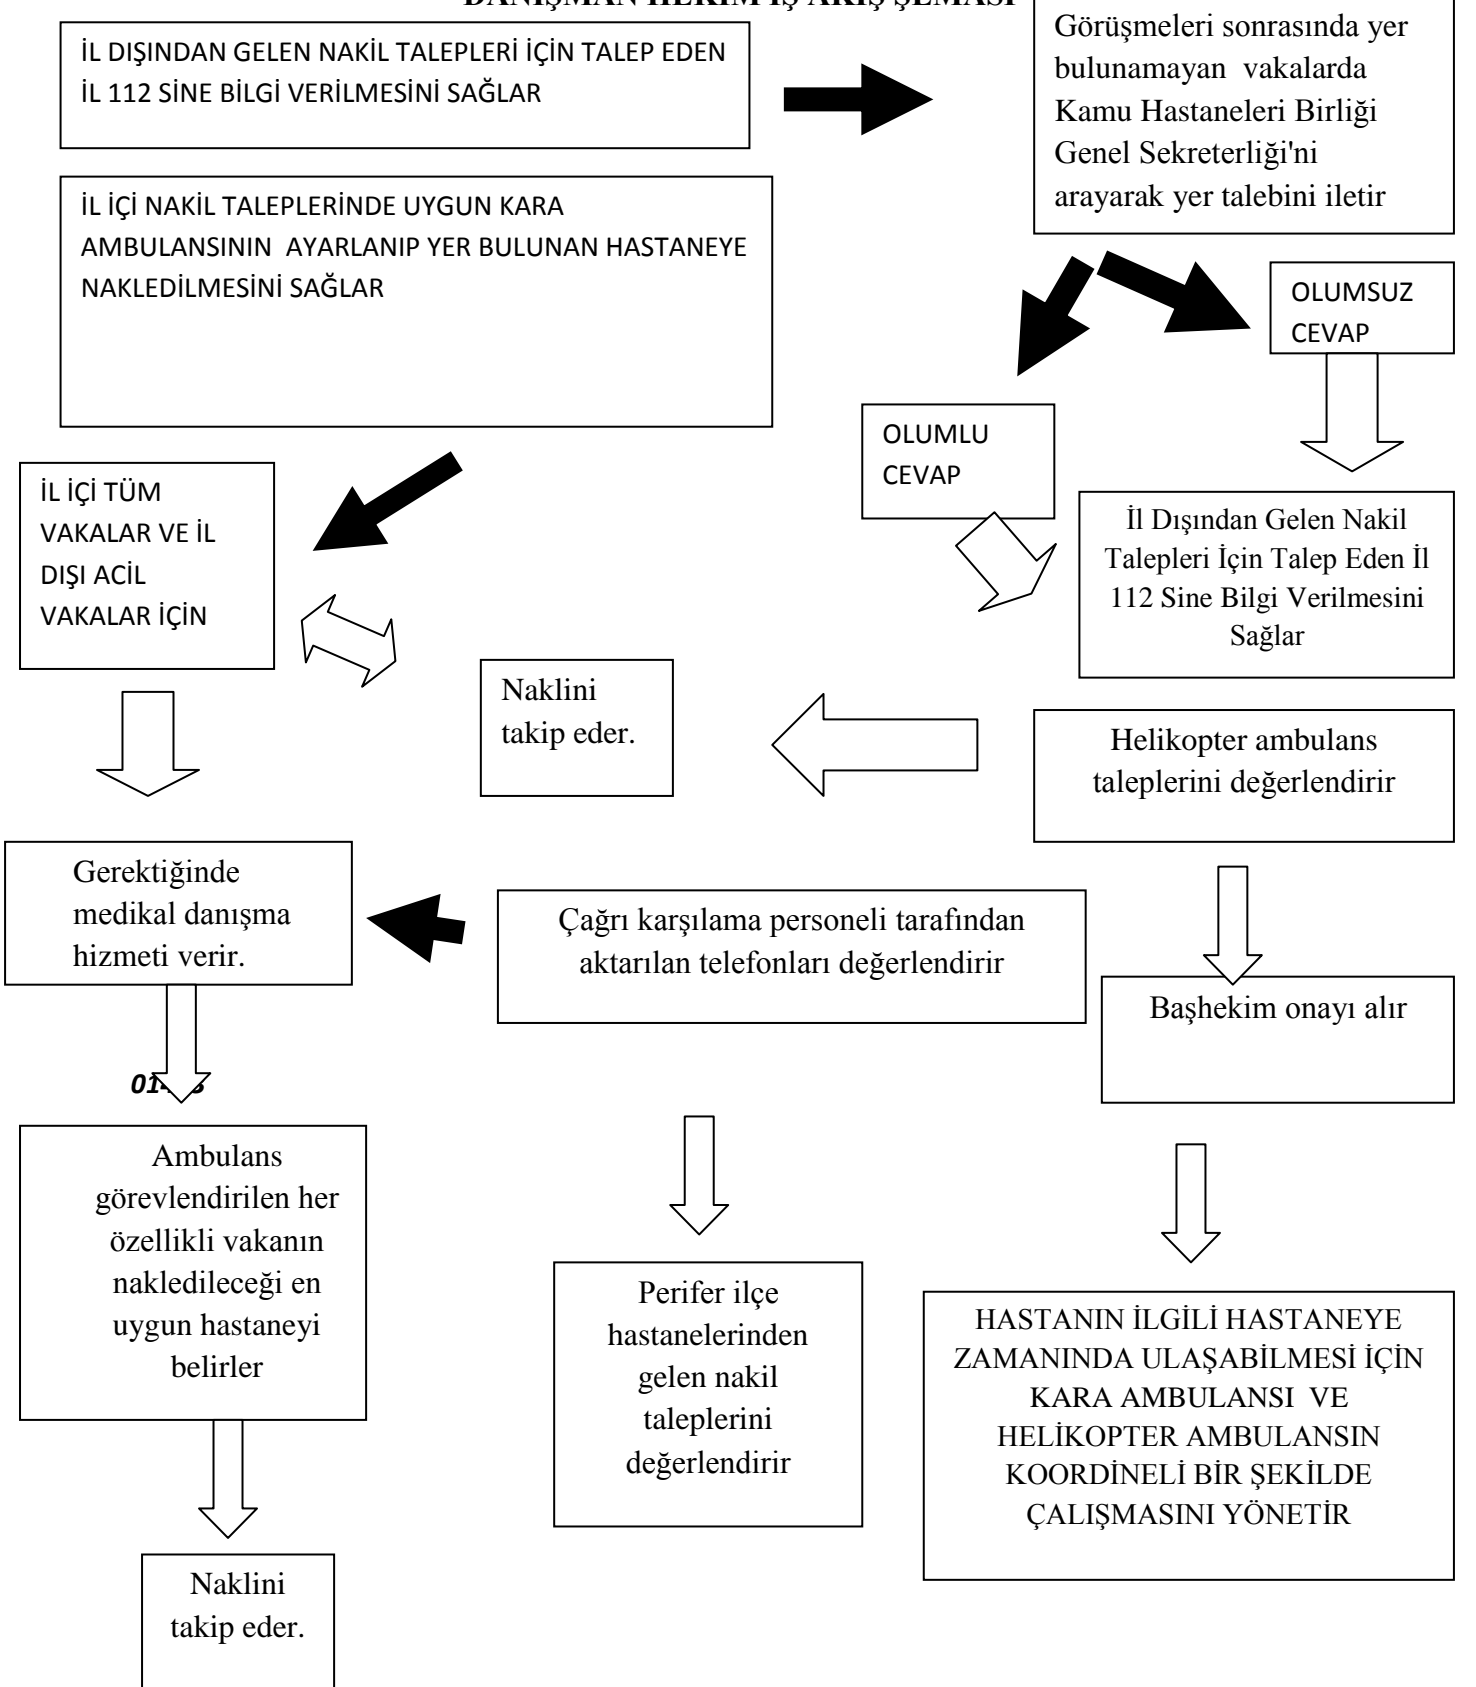 DANIŞMAN HEKİM İŞ AKIŞ ŞEMASI
İL DIŞINDAN GELEN NAKİL TALEPLERİ İÇİN TALEP EDEN
İL 112 SİNE BİLGİ VERİLMESİNİ SAĞLAR
Görüşmeleri sonrasında yer
bulunamayan vakalarda
Kamu Hastaneleri Birliği
Genel Sekreterliği'ni
arayarak yer talebini iletir
İL İÇİ NAKİL TALEPLERİNDE UYGUN KARA
AMBULANSININ AYARLANIP YER BULUNAN HASTANEYE
NAKLEDİLMESİNİ SAĞLAR
OLUMSUZ
CEVAP
OLUMLU
CEVAP
İL İÇİ TÜM
VAKALAR VE İL
DIŞI ACİL
VAKALAR İÇİN
İl Dışından Gelen Nakil
Talepleri İçin Talep Eden İl
112 Sine Bilgi Verilmesini
Sağlar
Naklini
takip eder.
Helikopter ambulans
taleplerini değerlendirir
Gerektiğinde
medikal danışma
hizmeti verir.
Çağrı karşılama personeli tarafından
aktarılan telefonları değerlendirir
Başhekim onayı alır
Ambulans
görevlendirilen her
özellikli vakanın
nakledileceği en
uygun hastaneyi
belirler
Perifer ilçe
hastanelerinden
gelen nakil
taleplerini
değerlendirir
HASTANIN İLGİLİ HASTANEYE
ZAMANINDA ULAŞABİLMESİ İÇİN
KARA AMBULANSI VE
HELİKOPTER AMBULANSIN
KOORDİNELİ BİR ŞEKİLDE
ÇALIŞMASINI YÖNETİR
Naklini
takip eder.